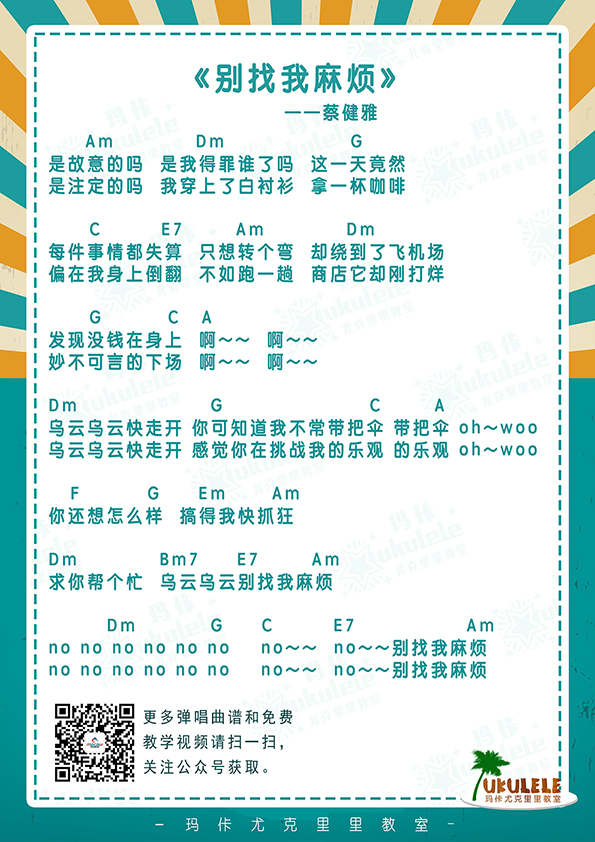 《别找我麻烦》
——蔡健雅
Am Dm G
是故意的吗 是我得罪谁了吗 这一天竟然
是注定的吗 我穿上了白衬衫 拿一杯咖啡
C E7 Am Dm
每件事情都失算 只想转个弯 却绕到了飞机场
偏在我身上倒翻 不如跑一趟 商店它却刚打烊
G C A
发现没钱在身上 啊～～ 啊～～
妙不可言的下场 啊～～ 啊～～
Dm G C A
乌云乌云快走开 你可知道我不常带把伞 带把伞 oh～woo
乌云乌云快走开 感觉你在挑战我的乐观 的乐观 oh～woo
F G Em Am
你还想怎么样 搞得我快抓狂
Dm Bm7 E7 Am
求你帮个忙 乌云乌云别找我麻烦
Dm G C E7 Am
no no no no no no no～～ no～～别找我麻烦
no no no no no no no～～ no～～别找我麻烦
更多弹唱曲谱和免费
教学视频请扫一扫，
关注公众号获取。
UKULELE
玛佧尤克里里教室
－ 玛佧尤克里里教室 －